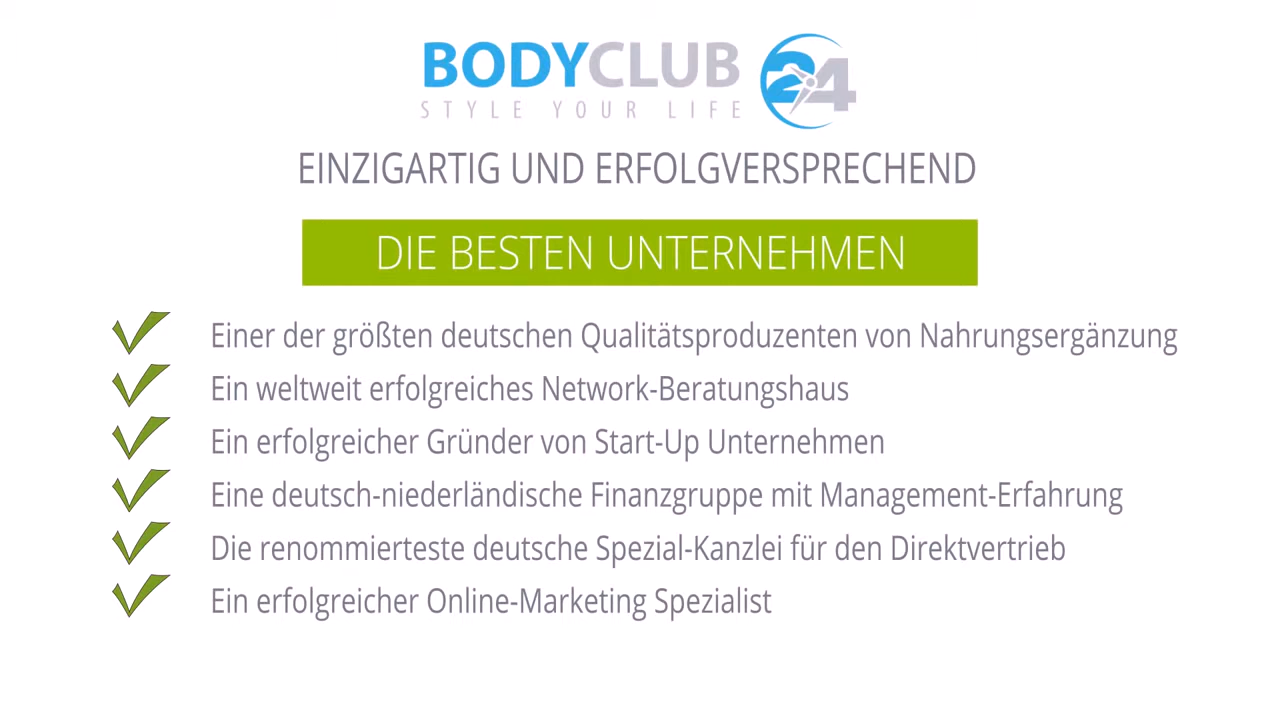 BODYCLUB 24
STYLE YOUR LIFE
EINZIGARTIG UND ERFOLGVERSPRECHEND
DIE BESTEN UNTERNEHMEN
Einer der größten deutschen Qualitätsproduzenten von Nahrungsergänzung
Ein weltweit erfolgreiches Network-Beratungshaus
Ein erfolgreicher Gründer von Start-Up Unternehmen
Eine deutsch-niederländische Finanzgruppe mit Management-Erfahrung
Die renommierteste deutsche Spezial-Kanzlei für den Direktvertrieb
Ein erfolgreicher Online-Marketing Spezialist